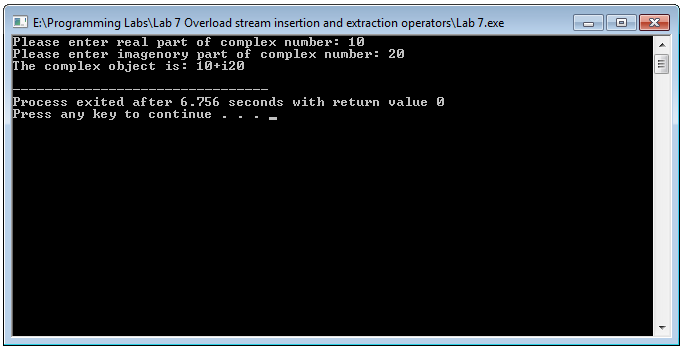 E:\Programming Labs\Lab 7 Overload stream insertion and extraction operators\Lab 7.exe
Please enter real part of complex number: 10
Please enter imagenory part of complex number: 20
The complex object is: 10+i20
--------------------------------
Process exited after 6.756 seconds with return value 0
Press any key to continue . . . _